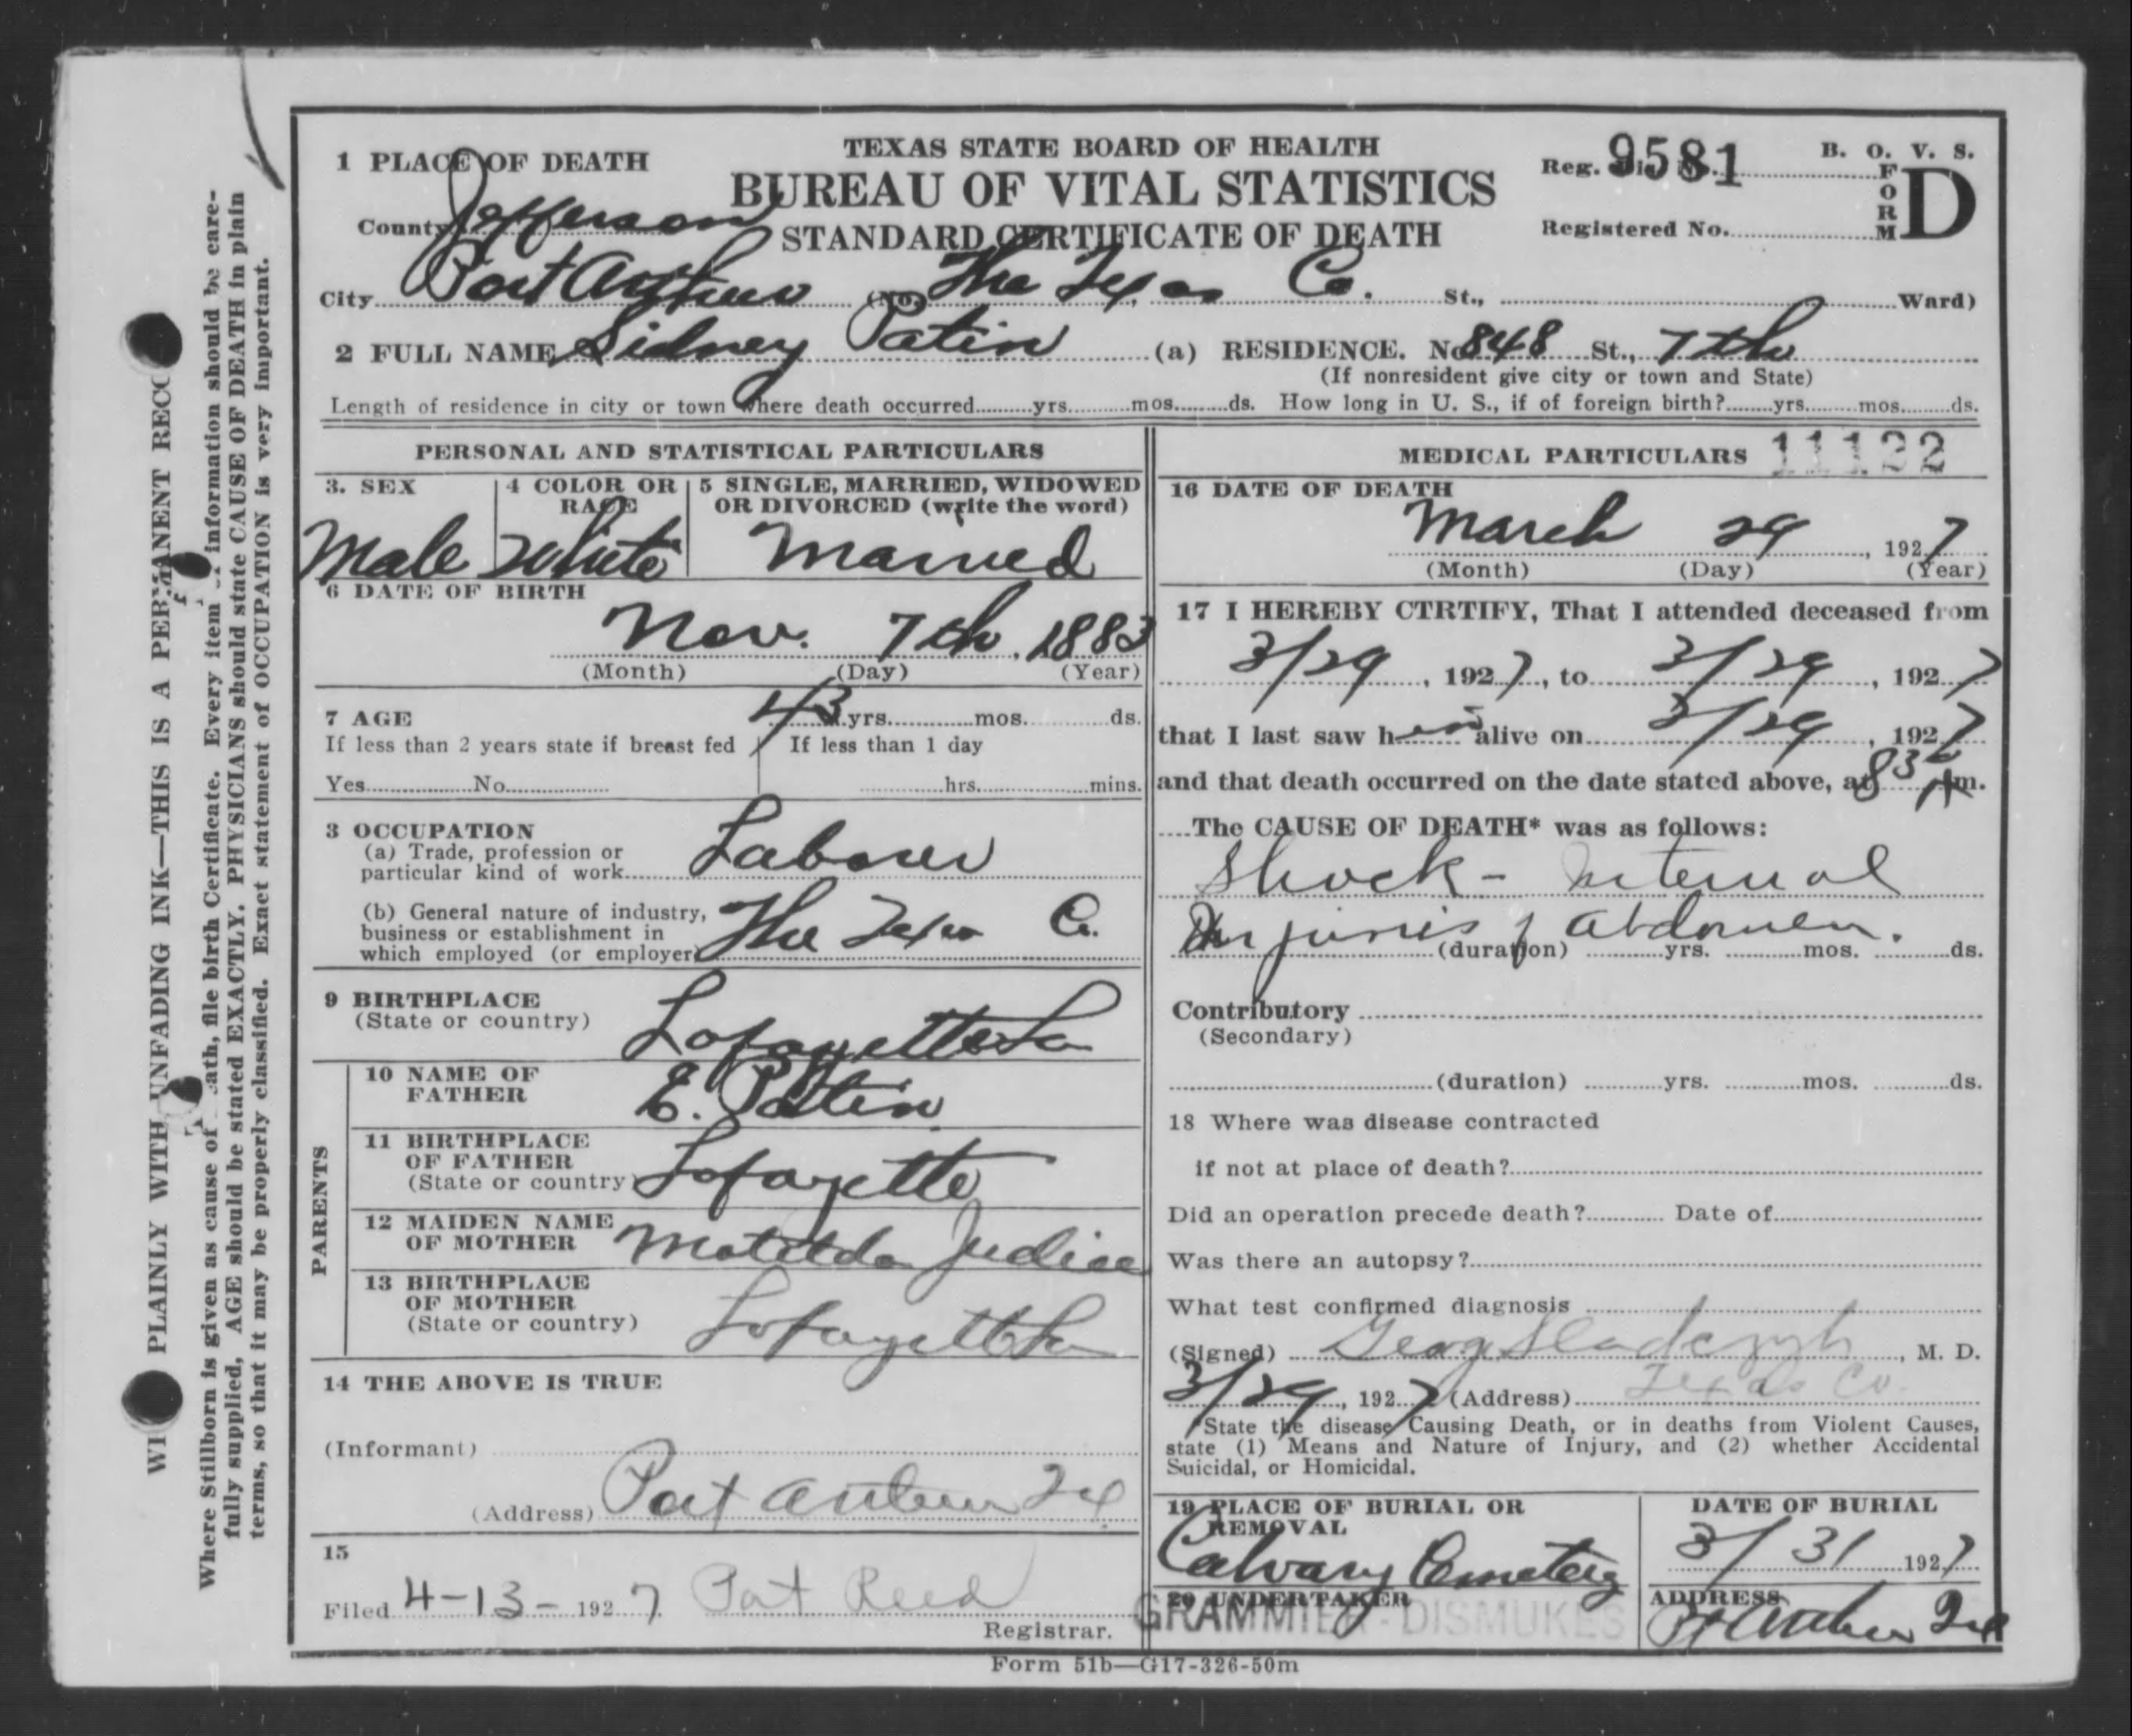 WI PLAINLY WITH UNFADING INK—THIS IS A PERMANENT RECO
Where Stillborn is given as cause of ath, file birth Certificate. Every item information should be care-
fully supplied, AGE should be stated EXACTLY. PHYSICIANS should state CAUSE OF DEATH in plain
terms, so that it may be properly classified. Exact statement of OCCUPATION is very important.
TEXAS STATE BOARD OF HEALTH
BUREAU OF VITAL STATISTICS
STANDARD CERTIFICATE OF DEATH
Reg. 9581
B. O. V. S.
FORM D
Registered No.
1 PLACE OF DEATH
County Jefferson
City Port Arthur (No. The Texas Co. St., Ward)
2 FULL NAME Sidney Patin (a) RESIDENCE. No 848 St., 7th
(If nonresident give city or town and State)
Length of residence in city or town where death occurred yrs. mos. ds. How long in U. S., if of foreign birth? yrs. mos. ds.
PERSONAL AND STATISTICAL PARTICULARS
3. SEX
Male
4 COLOR OR RACE
White
5 SINGLE, MARRIED, WIDOWED
OR DIVORCED (write the word)
Married
6 DATE OF BIRTH
Nov. 7th, 1883
(Month) (Day) (Year)
7 AGE 43 yrs. mos. ds.
If less than 2 years state if breast fed If less than 1 day
Yes No hrs. mins.
3 OCCUPATION
(a) Trade, profession or
particular kind of work Laborer
(b) General nature of industry,
business or establishment in
which employed (or employer) The Texas Co.
9 BIRTHPLACE
(State or country) Lafayette La
PARENTS
10 NAME OF
FATHER E. Patin
11 BIRTHPLACE
OF FATHER
(State or country) Lafayette
12 MAIDEN NAME
OF MOTHER Matilda Judice
13 BIRTHPLACE
OF MOTHER
(State or country) Lafayette La
14 THE ABOVE IS TRUE
(Informant)
(Address) Port Arthur Tex
15
Filed 4-13- 1927. Pat Reed
Registrar.
MEDICAL PARTICULARS 11122
16 DATE OF DEATH
March 29, 1927
(Month) (Day) (Year)
17 I HEREBY CTRTIFY, That I attended deceased from
3/29, 1927, to 3/29, 1927
that I last saw him alive on 3/29, 1927
and that death occurred on the date stated above, at 8 30 A m.
The CAUSE OF DEATH* was as follows:
Shock - Internal
Injuries of Abdomen.
(duration) yrs. mos. ds.
Contributory
(Secondary)
(duration) yrs. mos. ds.
18 Where was disease contracted
if not at place of death?
Did an operation precede death? Date of
Was there an autopsy?
What test confirmed diagnosis
(Signed) , M. D.
3/29, 1927 (Address) Texas Co.
*State the disease Causing Death, or in deaths from Violent Causes,
state (1) Means and Nature of Injury, and (2) whether Accidental
Suicidal, or Homicidal.
19 PLACE OF BURIAL OR
REMOVAL
Calvary Cemetery
DATE OF BURIAL
3/31 1927
20 UNDERTAKER
GRAMMIER-DISMUKES
ADDRESS
Pt Arthur Tex
Form 51b—G17-326-50m